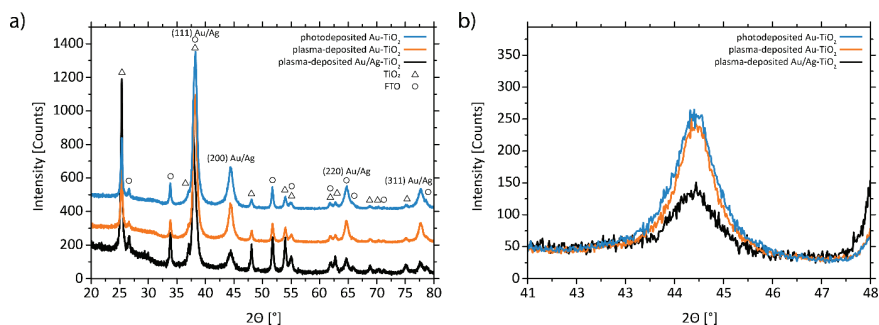 a)
(111) Au/Ag
1400
1200
1000
800
600
400
200
0
Intensity [Counts]
photodeposited Au-TiO₂
plasma-deposited Au-TiO₂
plasma-deposited Au/Ag-TiO₂
TiO₂
FTO
(200) Au/Ag
(220) Au/Ag
(311) Au/Ag
20 25 30 35 40 45 50 55 60 65 70 75 80
2Θ [°]
b)
350
300
250
200
150
100
50
0
Intensity [Counts]
photodeposited Au-TiO₂
plasma-deposited Au-TiO₂
plasma-deposited Au/Ag-TiO₂
41 43 43 44 45 46 47 48
2Θ [°]